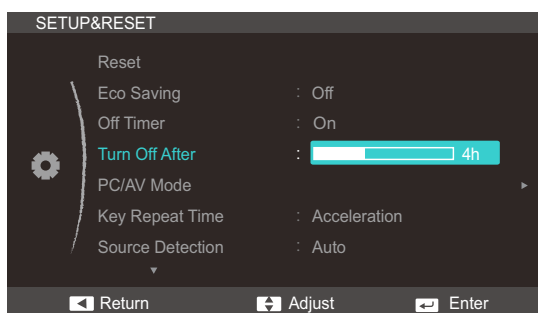 SETUP&RESET
Reset
Eco Saving : Off
Off Timer : On
Turn Off After : 4h
PC/AV Mode
Key Repeat Time : Acceleration
Source Detection : Auto
Return Adjust Enter